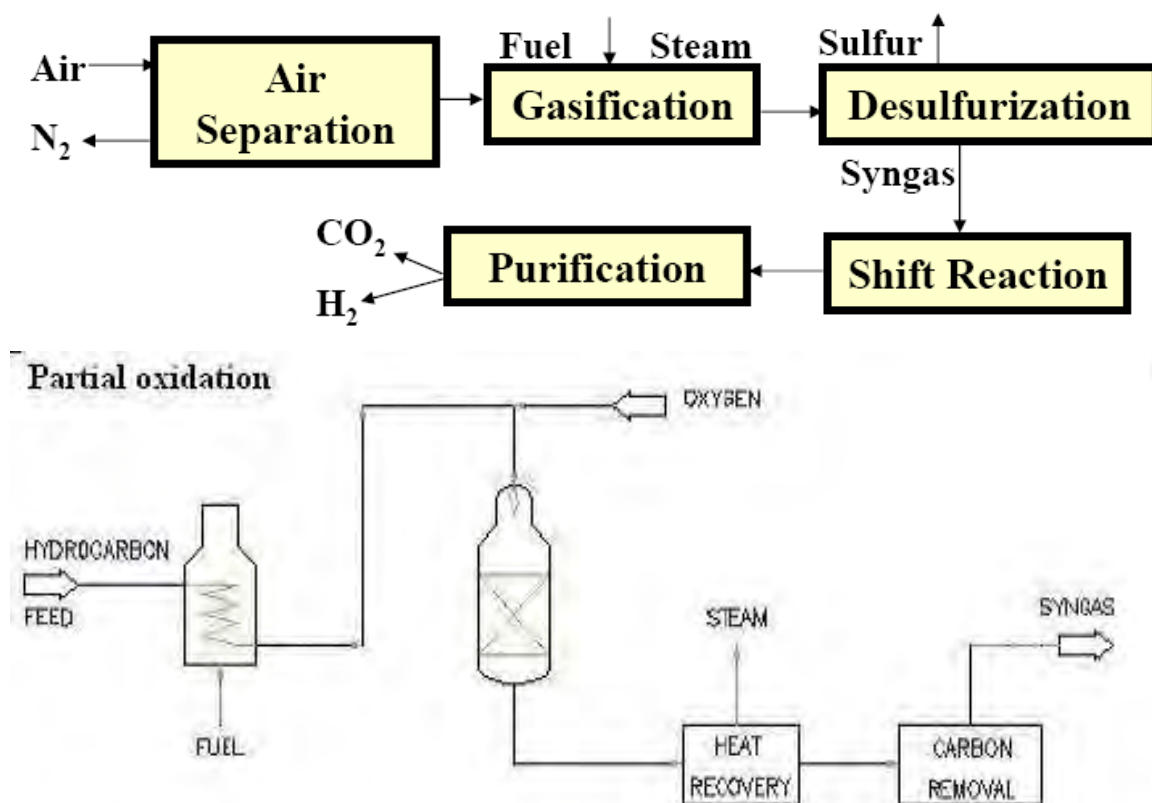 Air
N₂
Air
Separation
Fuel Steam
Gasification
Sulfur
Desulfurization
Syngas
CO₂
H₂
Purification
Shift Reaction
Partial oxidation
OXYGEN
HYDROCARBON
FEED
FUEL
STEAM
HEAT
RECOVERY
CARBON
REMOVAL
SYNGAS